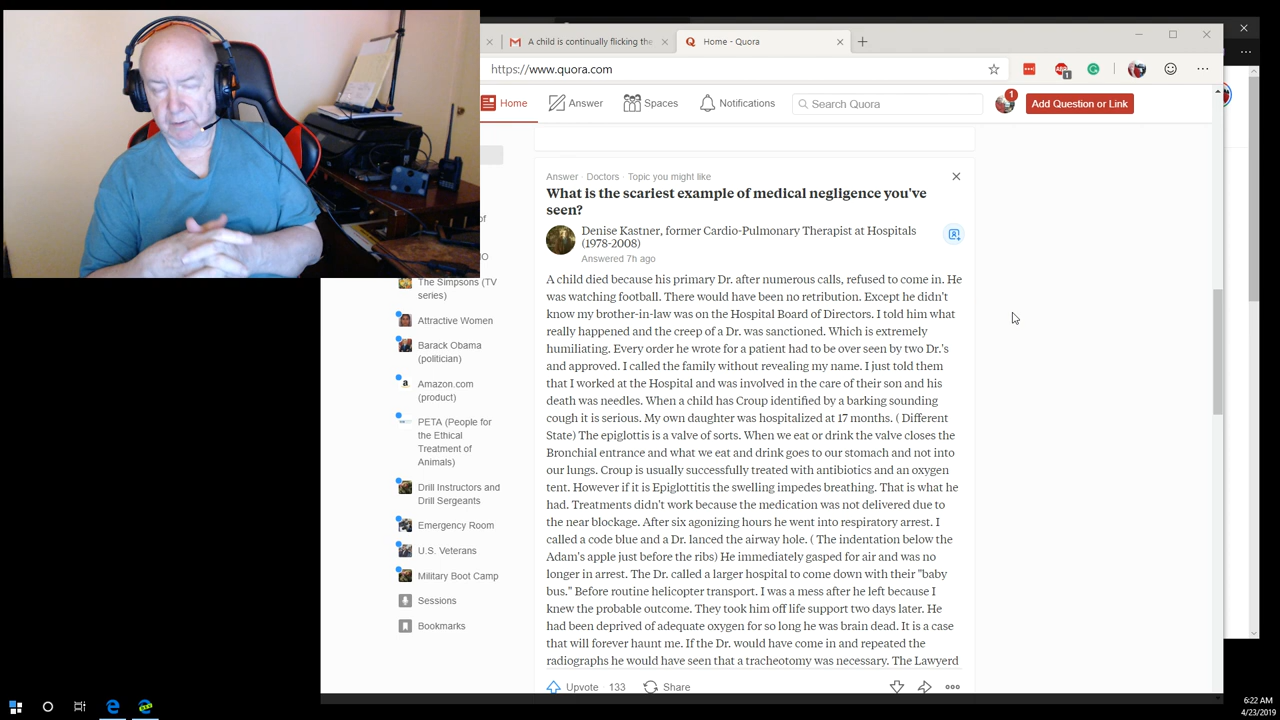 A child is continually flicking the
Home - Quora
https://www.quora.com
1
Home
Answer
Spaces
Notifications
Search Quora
1
Add Question or Link
Answer · Doctors · Topic you might like
What is the scariest example of medical negligence you've
seen?
Denise Kastner, former Cardio-Pulmonary Therapist at Hospitals
(1978-2008)
Answered 7h ago
A child died because his primary Dr. after numerous calls, refused to come in. He
was watching football. There would have been no retribution. Except he didn't
know my brother-in-law was on the Hospital Board of Directors. I told him what
really happened and the creep of a Dr. was sanctioned. Which is extremely
humiliating. Every order he wrote for a patient had to be over seen by two Dr.'s
and approved. I called the family without revealing my name. I just told them
that I worked at the Hospital and was involved in the care of their son and his
death was needles. When a child has Croup identified by a barking sounding
cough it is serious. My own daughter was hospitalized at 17 months. ( Different
State) The epiglottis is a valve of sorts. When we eat or drink the valve closes the
Bronchial entrance and what we eat and drink goes to our stomach and not into
our lungs. Croup is usually successfully treated with antibiotics and an oxygen
tent. However if it is Epiglottitis the swelling impedes breathing. That is what he
had. Treatments didn't work because the medication was not delivered due to
the near blockage. After six agonizing hours he went into respiratory arrest. I
called a code blue and a Dr. lanced the airway hole. ( The indentation below the
Adam's apple just before the ribs) He immediately gasped for air and was no
longer in arrest. The Dr. called a larger hospital to come down with their "baby
bus." Before routine helicopter transport. I was a mess after he left because I
knew the probable outcome. They took him off life support two days later. He
had been deprived of adequate oxygen for so long he was brain dead. It is a case
that will forever haunt me. If the Dr. would have come in and repeated the
radiographs he would have seen that a tracheotomy was necessary. The Lawyerd
Upvote 133
Share
of
The Simpsons (TV
series)
Attractive Women
Barack Obama
(politician)
Amazon.com
(product)
PETA (People for
the Ethical
Treatment of
Animals)
Drill Instructors and
Drill Sergeants
Emergency Room
U.S. Veterans
Military Boot Camp
Sessions
Bookmarks
6:22 AM
4/23/2019